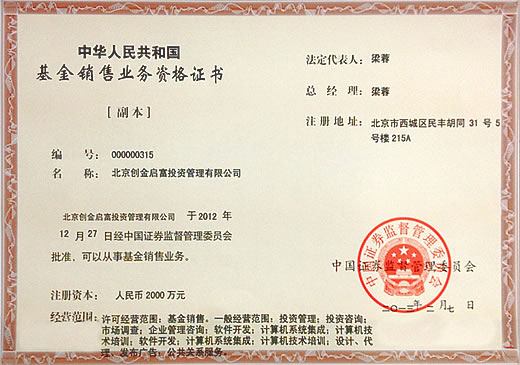 中华人民共和国
基金销售业务资格证书
[副本]
编 号： 000000315
名 称： 北京创金启富投资管理有限公司
北京创金启富投资管理有限公司 于 2012 年
12 月 27 日经中国证券监督管理委员会
批准，可以从事基金销售业务。
注册资本： 人民币2000万元
经营范围： 许可经营范围：基金销售。一般经营范围：投资管理；投资咨询；
市场调查；企业管理咨询；软件开发；计算机系统集成；计算机技
术培训；软件开发；计算机系统集成；计算机技术培训；设计、代
理、发布广告；公共关系服务。
法定代表人： 梁蓉
总 经 理： 梁蓉
注 册 地 址： 北京市西城区民丰胡同 31 号 5
号楼 215A
中国证券监督管理委员会
中国证券监督管理委员会
二〇一三年 二 月 七 日